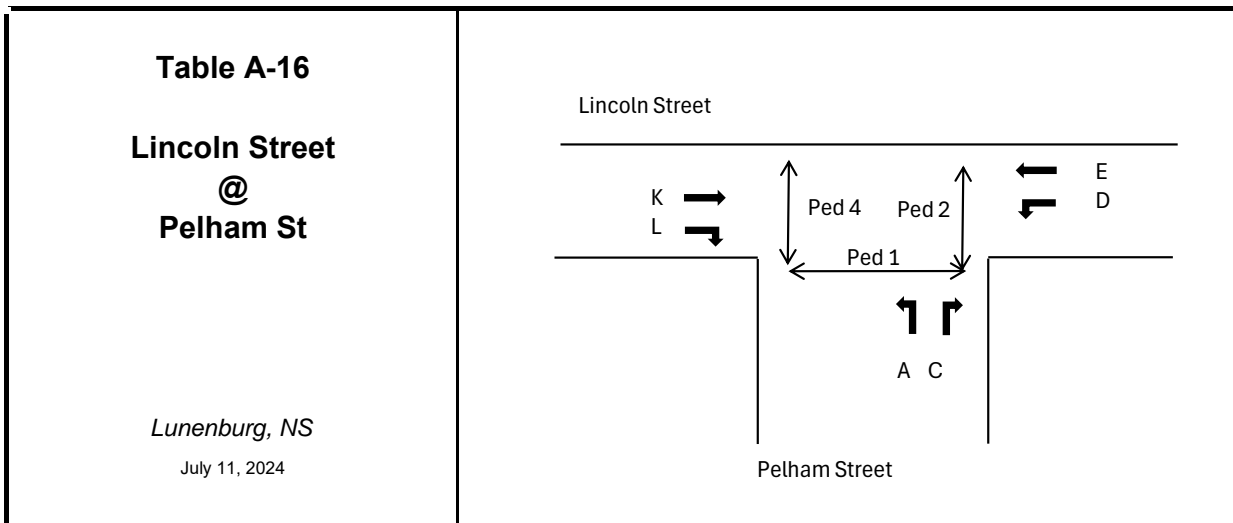 Table A-16
Lincoln Street
@
Pelham St
Lunenburg, NS
July 11, 2024
Lincoln Street
K
L
Ped 4
Ped 2
E
D
Ped 1
A C
Pelham Street